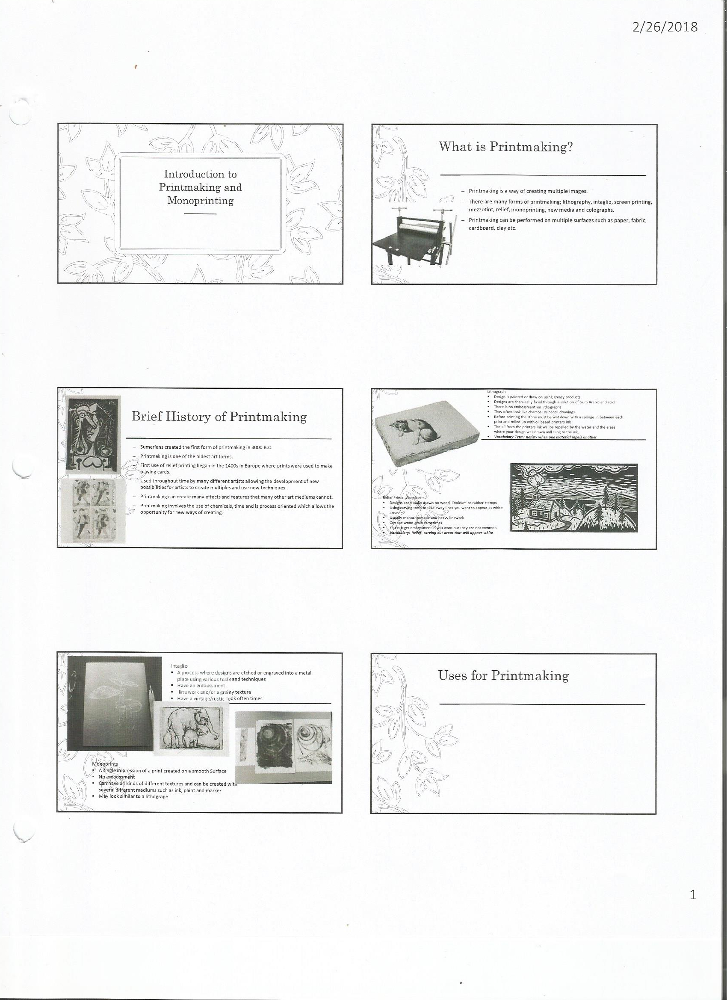 2/26/2018
Introduction to
Printmaking and
Monoprinting
What is Printmaking?
– Printmaking is a way of creating multiple images.
– There are many forms of printmaking; lithography, intaglio, screen printing,
mezzotint, relief, monoprinting, new media and colographs.
– Printmaking can be performed on multiple surfaces such as paper, fabric,
cardboard, clay etc.
Brief History of Printmaking
– Sumerians created the first form of printmaking in 3000 B.C.
– Printmaking is one of the oldest art forms.
– First use of relief printing began in the 1400s in Europe where prints were used to make
playing cards.
– Used throughout time by many different artists allowing the development of new
possibilities for artists to create multiples and use new techniques.
– Printmaking can create many effects and features that many other art mediums cannot.
– Printmaking involves the use of chemicals, time and is process oriented which allows the
opportunity for new ways of creating.
Lithograph
▪ Design is painted or draw on using greasy products.
▪ Designs are chemically fixed through a solution of Gum Arabic and acid
▪ There is no embossment on lithographs
▪ They often look like charcoal or pencil drawings
▪ Before printing the stone must be wet down with a sponge in between each
print and rolled up with oil based printers ink
▪ The oil from the printers ink will be repelled by the water and the areas
where your design was drawn will cling to the ink.
▪ Vocabulary Term: Resist- when one material repels another
Relief Prints: Woodcut
▪ Designs are usually drawn on wood, linoleum or rubber stamps
▪ Using carving tools to take away lines you want to appear as white
areas
▪ Usually monochromatic and heavy linework
▪ Can see wood grain sometimes
▪ You can get embossment if you want but they are not common
▪ Vocabulary: Relief- carving out areas that will appear white
Intaglio
▪ A process where designs are etched or engraved into a metal
plate using various tools and techniques
▪ Have an embossment
▪ line work and/or a grainy texture
▪ Have a vintage/rustic look often times
Monoprints
▪ A single impression of a print created on a smooth Surface
▪ No embossment
▪ Can have all kinds of different textures and can be created with
several different mediums such as ink, paint and marker
▪ May look similar to a lithograph
Uses for Printmaking
1